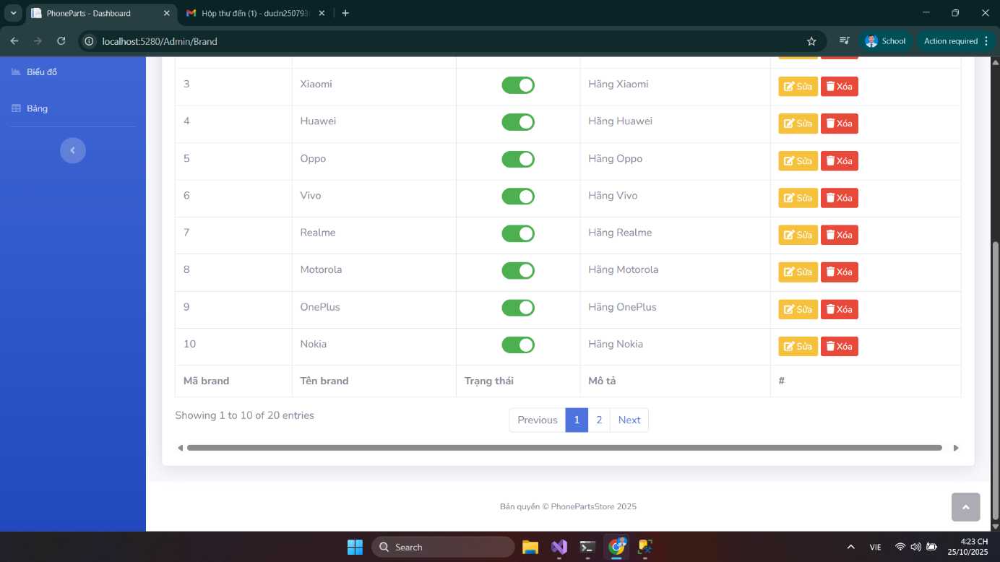 PhoneParts - Dashboard
Hộp thư đến (1) - ducln250793
localhost:5280/Admin/Brand
School
Action required
Biểu đồ
Bảng
3 Xiaomi Hãng Xiaomi Sửa Xóa
4 Huawei Hãng Huawei Sửa Xóa
5 Oppo Hãng Oppo Sửa Xóa
6 Vivo Hãng Vivo Sửa Xóa
7 Realme Hãng Realme Sửa Xóa
8 Motorola Hãng Motorola Sửa Xóa
9 OnePlus Hãng OnePlus Sửa Xóa
10 Nokia Hãng Nokia Sửa Xóa
Mã brand Tên brand Trạng thái Mô tả #
Showing 1 to 10 of 20 entries
Previous 1 2 Next
Bản quyền © PhonePartsStore 2025
Search
VIE
4:23 CH
25/10/2025